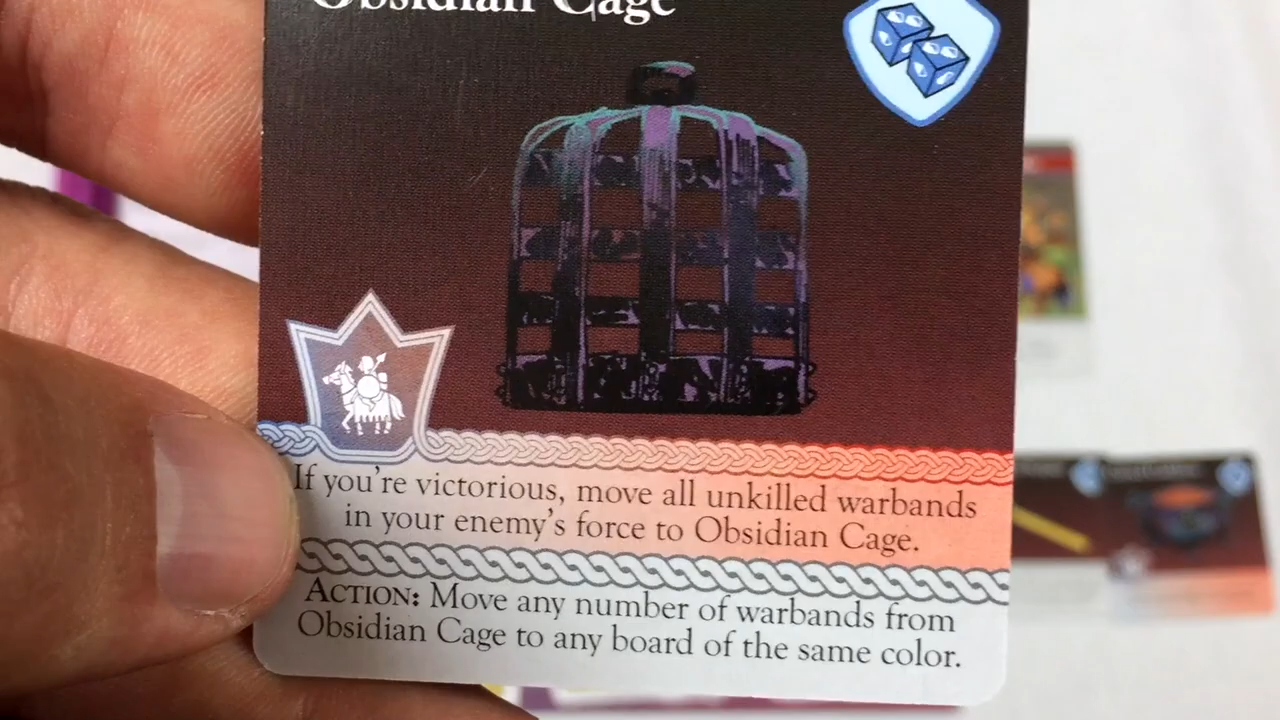 Obsidian Cage
If you're victorious, move all unkilled warbands
in your enemy's force to Obsidian Cage.
ACTION: Move any number of warbands from
Obsidian Cage to any board of the same color.